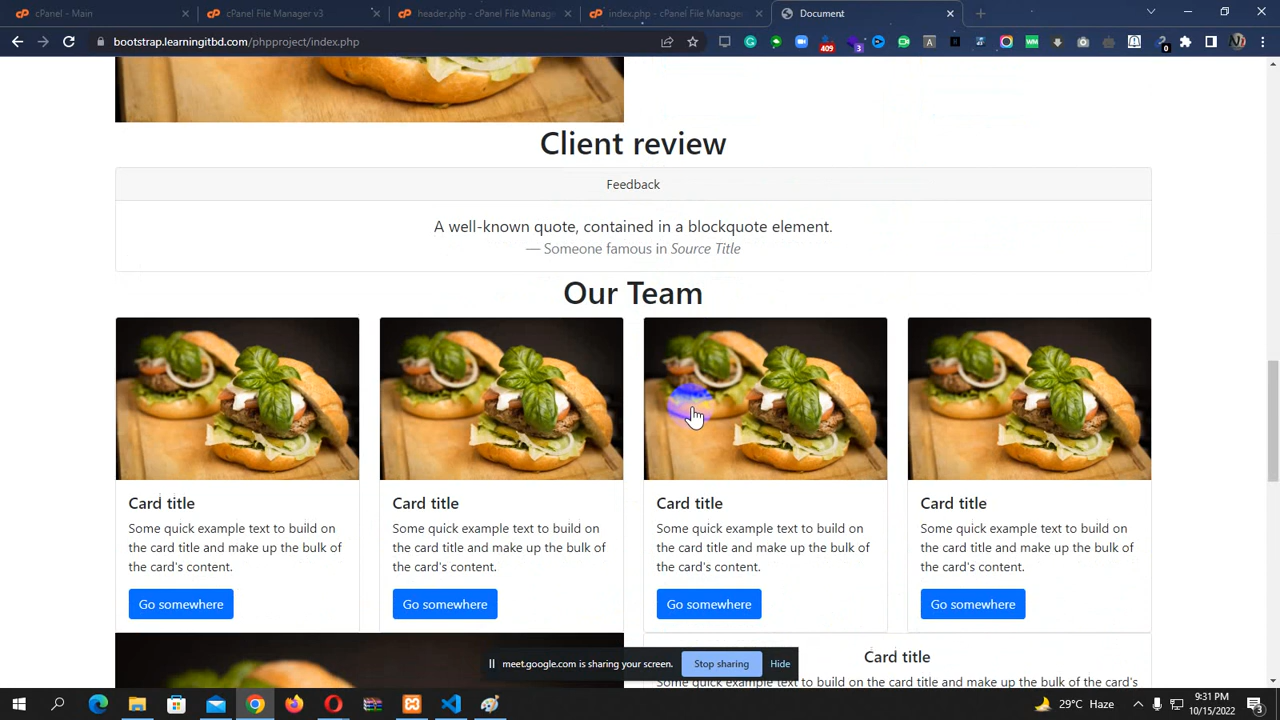 cPanel - Main
cPanel File Manager v3
header.php - cPanel File Manag
index.php - cPanel File Manager
Document
bootstrap.learningitbd.com/phpproject/index.php
409
3
A
WM
0
Client review
Feedback
A well-known quote, contained in a blockquote element.
— Someone famous in Source Title
Our Team
Card title
Some quick example text to build on
the card title and make up the bulk of
the card's content.
Go somewhere
Card title
Some quick example text to build on
the card title and make up the bulk of
the card's content.
Go somewhere
Card title
Some quick example text to build on
the card title and make up the bulk of
the card's content.
Go somewhere
Card title
Some quick example text to build on
the card title and make up the bulk of
the card's content.
Go somewhere
meet.google.com is sharing your screen.
Stop sharing
Hide
Card title
Some quick example text to build on the card title and make up the bulk of the card's
29°C Haze
9:31 PM
10/15/2022
3